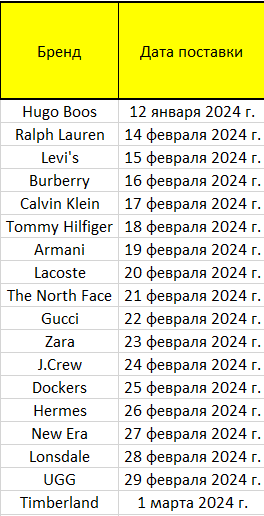 Бренд Дата поставки
Hugo Boos 12 января 2024 г.
Ralph Lauren 14 февраля 2024 г.
Levi's 15 февраля 2024 г.
Burberry 16 февраля 2024 г.
Calvin Klein 17 февраля 2024 г.
Tommy Hilfiger 18 февраля 2024 г.
Armani 19 февраля 2024 г.
Lacoste 20 февраля 2024 г.
The North Face 21 февраля 2024 г.
Gucci 22 февраля 2024 г.
Zara 23 февраля 2024 г.
J.Crew 24 февраля 2024 г.
Dockers 25 февраля 2024 г.
Hermes 26 февраля 2024 г.
New Era 27 февраля 2024 г.
Lonsdale 28 февраля 2024 г.
UGG 29 февраля 2024 г.
Timberland 1 марта 2024 г.